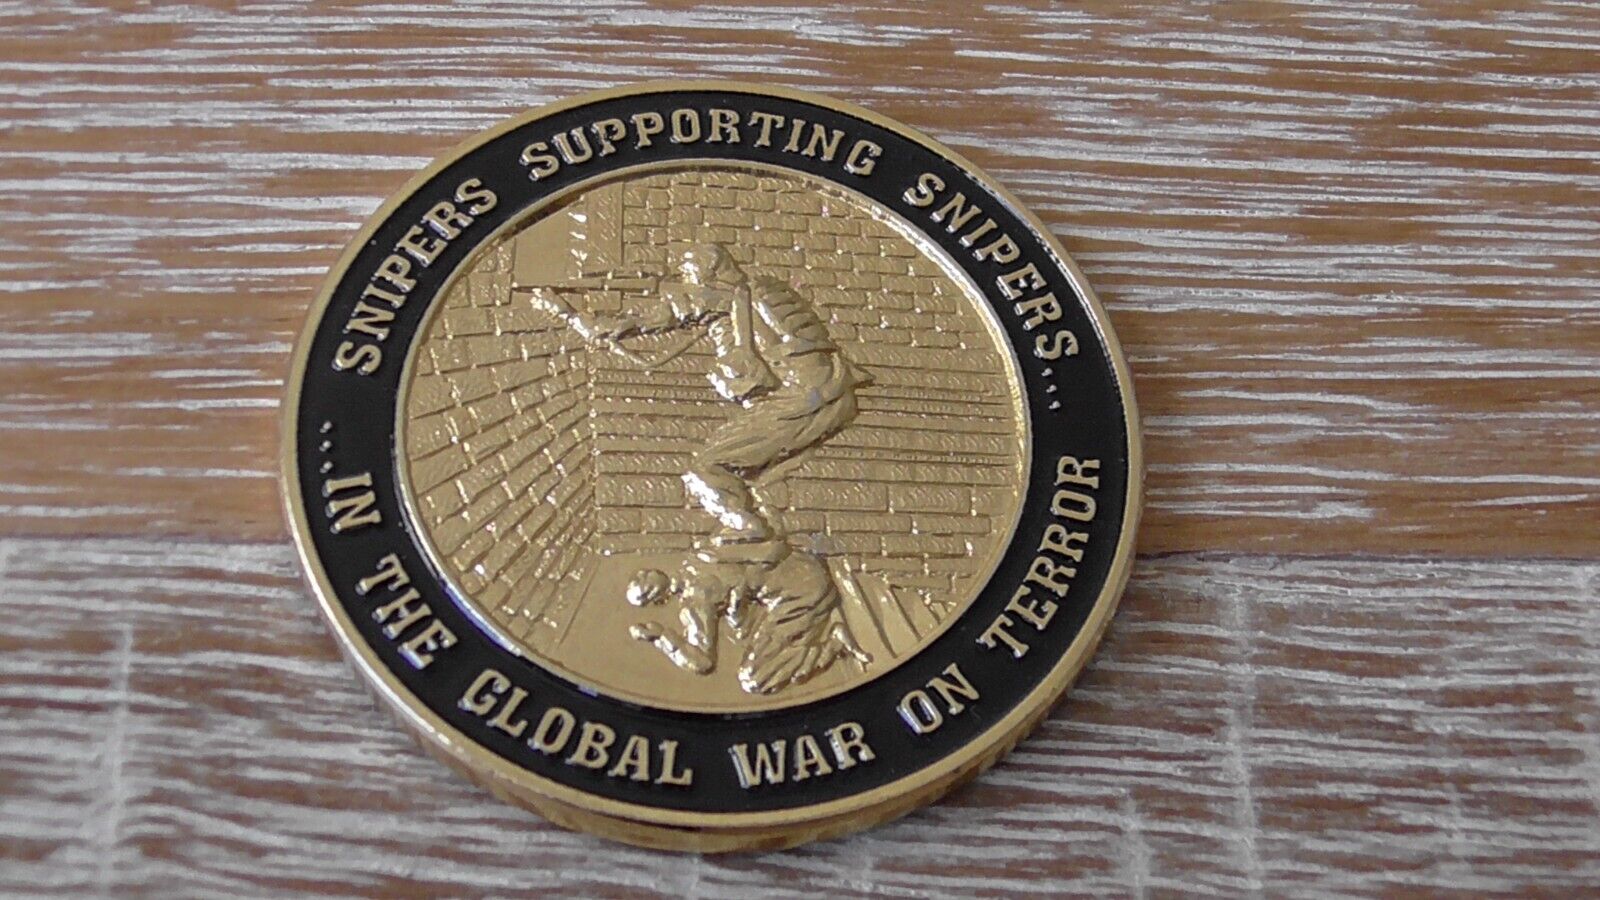 SNIPERS SUPPORTING SNIPERS...
IN... THE GLOBAL WAR ON TERROR